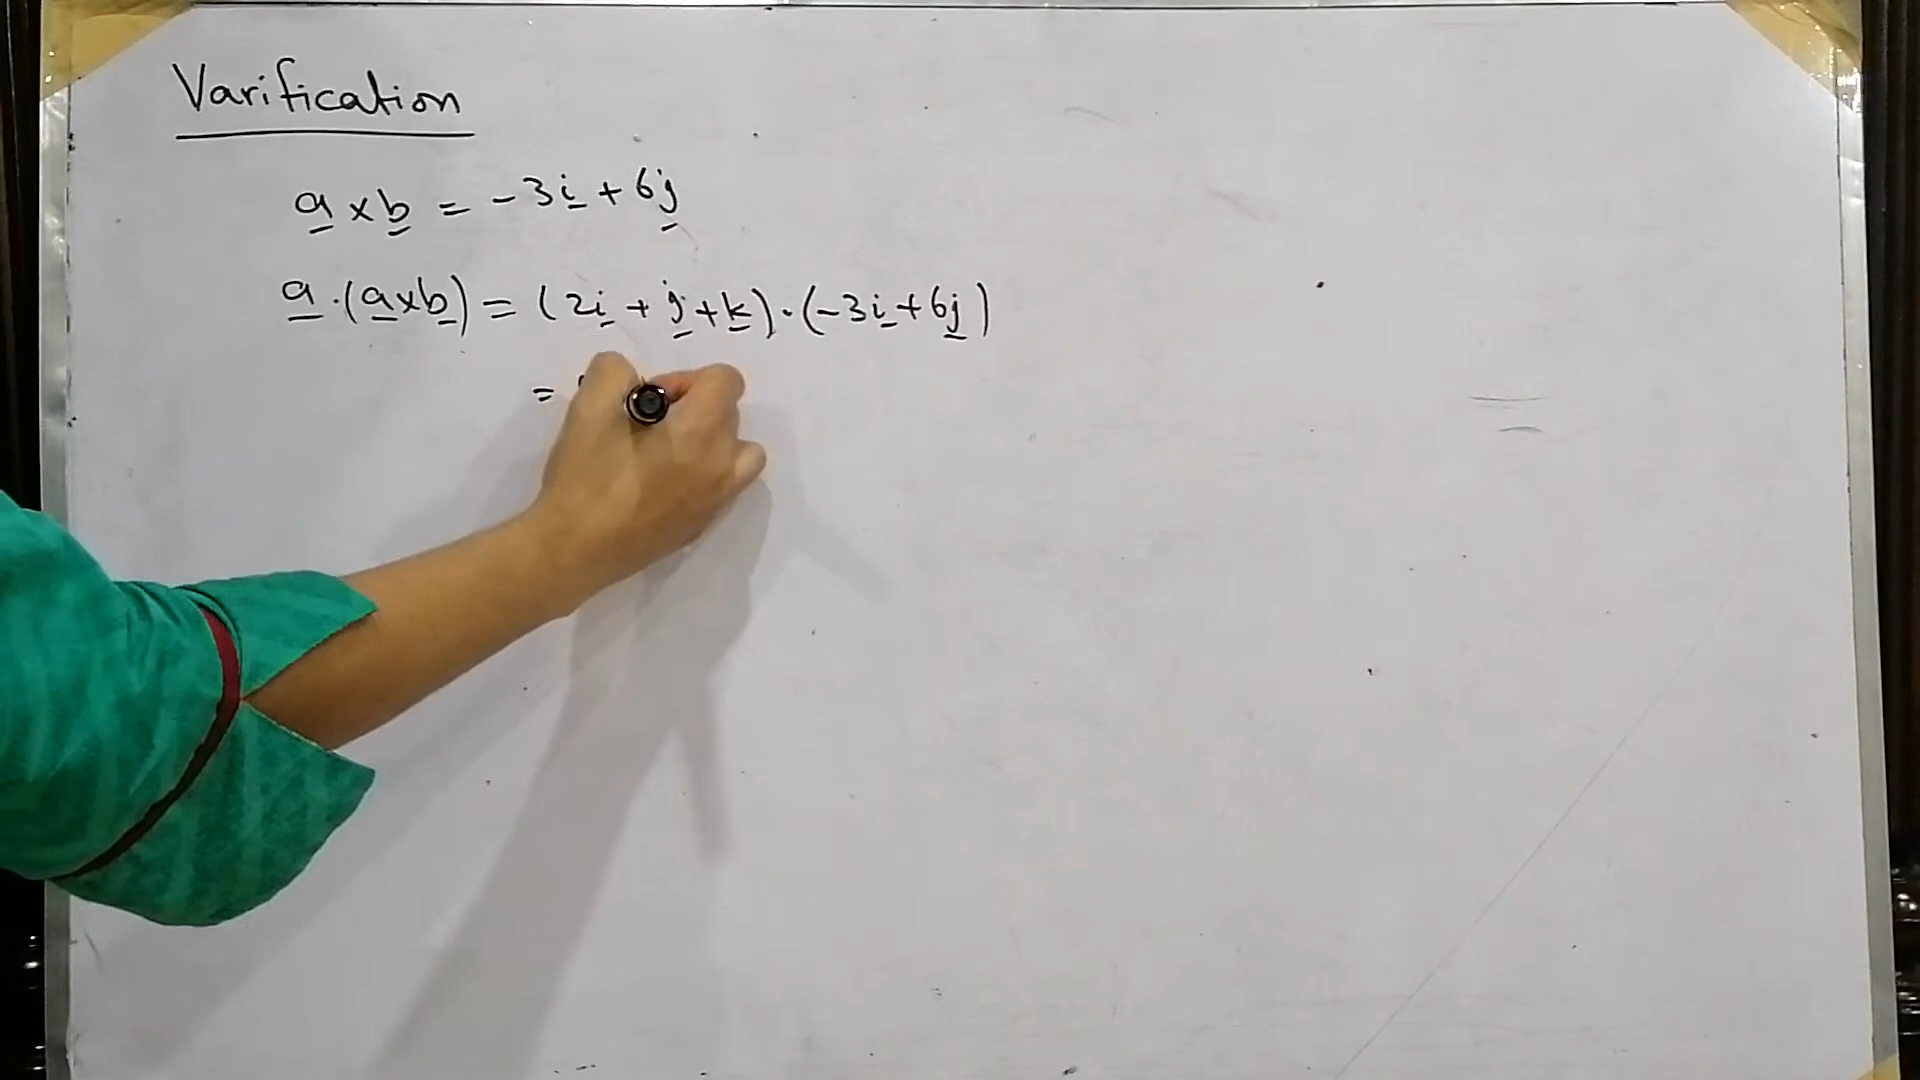 Varification
a × b = -3i + 6j
a · (a×b) = (2i + j + k) · (-3i + 6j)
=